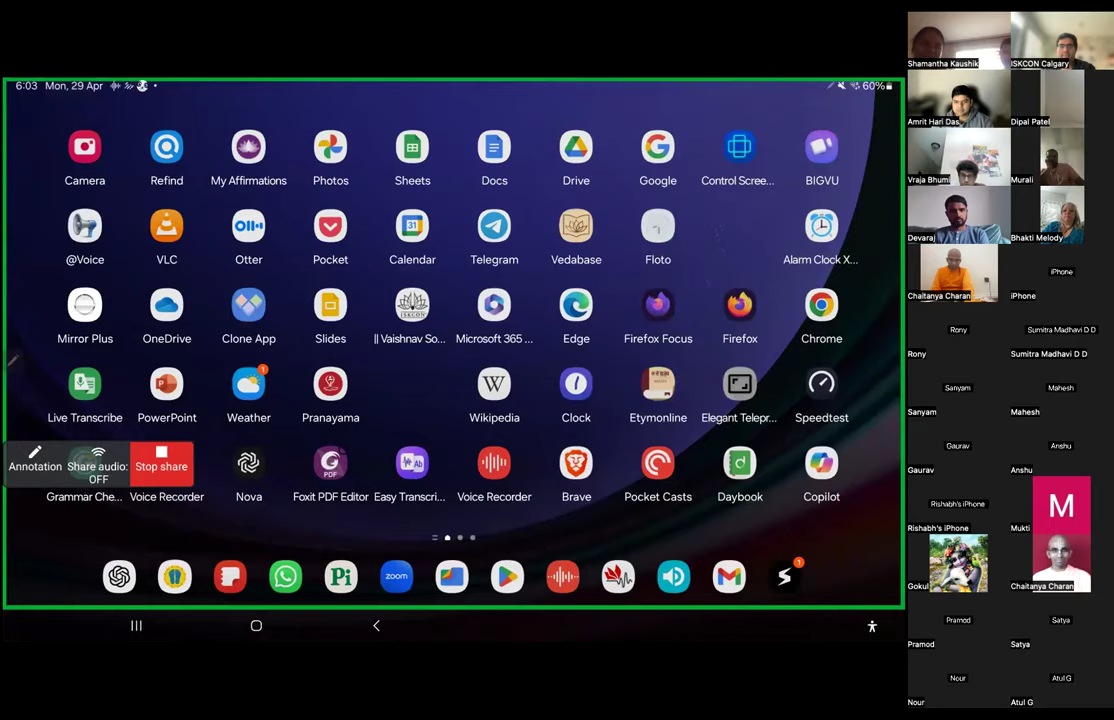 6:03 Mon, 29 Apr
60%
Camera Refind My Affirmations Photos Sheets Docs Drive Google Control Scree... BIGVU
@Voice VLC Otter Pocket Calendar Telegram Vedabase Floto Alarm Clock X...
Mirror Plus OneDrive Clone App Slides || Vaishnav So... Microsoft 365 ... Edge Firefox Focus Firefox Chrome
Live Transcribe PowerPoint Weather Pranayama Wikipedia Clock Etymonline Elegant Telepr... Speedtest
Annotation Share audio: OFF Stop share
Grammar Che... Voice Recorder Nova Foxit PDF Editor Easy Transcri... Voice Recorder Brave Pocket Casts Daybook Copilot
Pi zoom
Shamantha Kaushik ISKCON Calgary
Amrit Hari Das Dipal Patel
Vraja Bhumi Murali
Devaraj Bhakti Melody
iPhone
Chaitanya Charan iPhone
Rony Sumitra Madhavi D D
Rony Sumitra Madhavi D D
Sanyam Mahesh
Sanyam Mahesh
Gaurav Anshu
Gaurav Anshu
Rishabh's iPhone M
Rishabh's iPhone Mukti
Gokul Chaitanya Charan
Pramod Satya
Pramod Satya
Nour Atul G
Nour Atul G